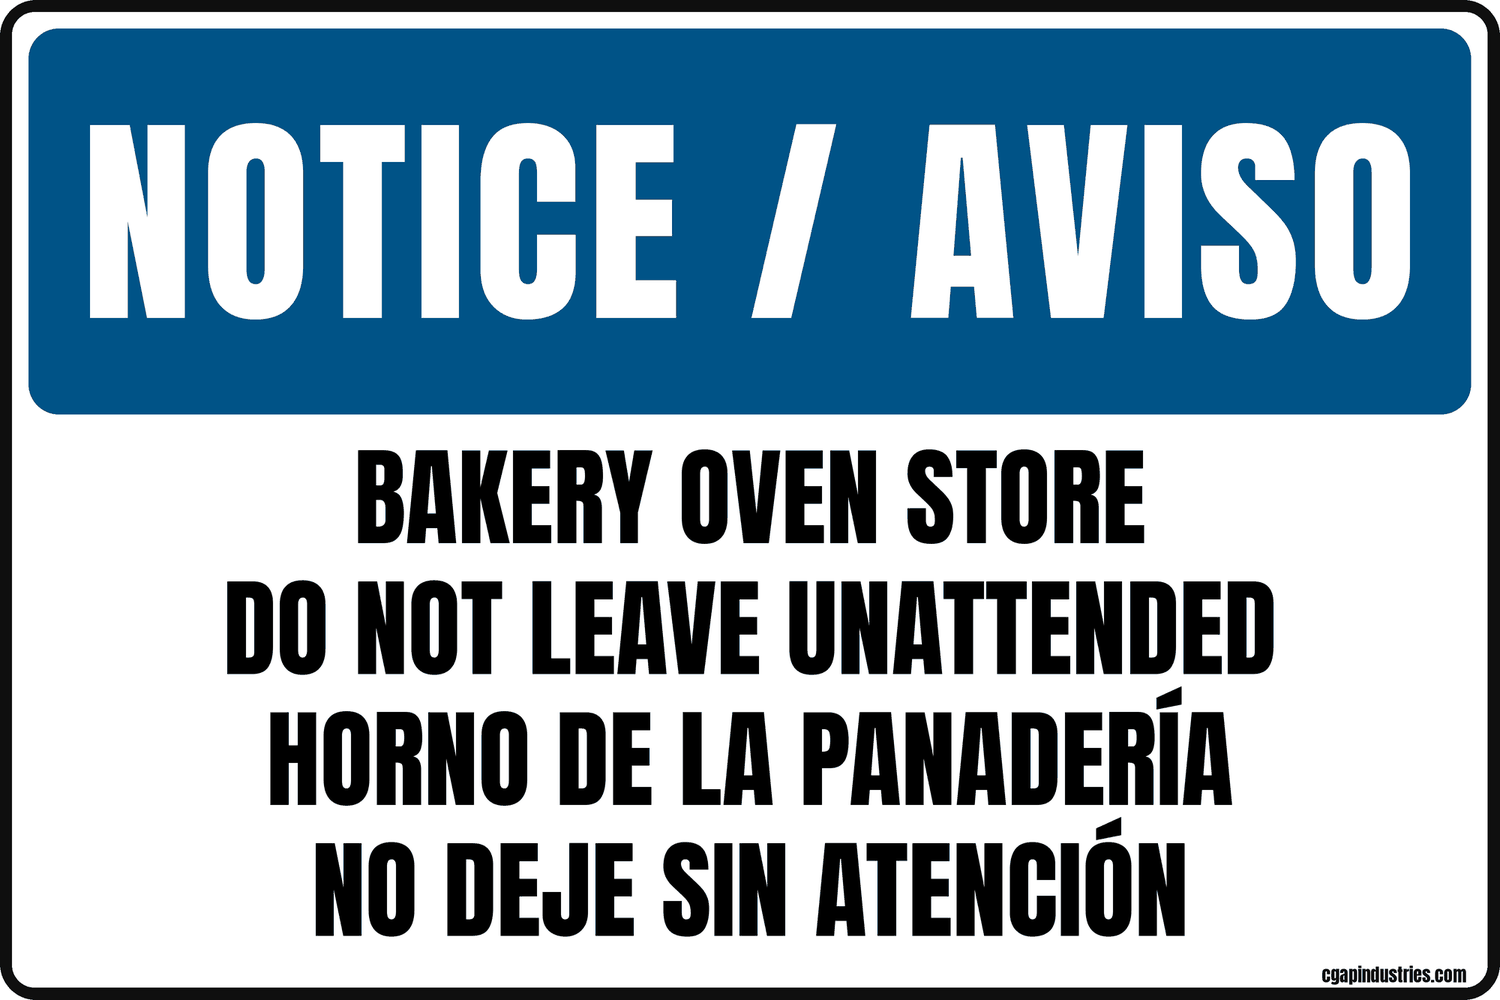 NOTICE / AVISO
BAKERY OVEN STORE
DO NOT LEAVE UNATTENDED
HORNO DE LA PANADERÍA
NO DEJE SIN ATENCIÓN
cgapindustries.com